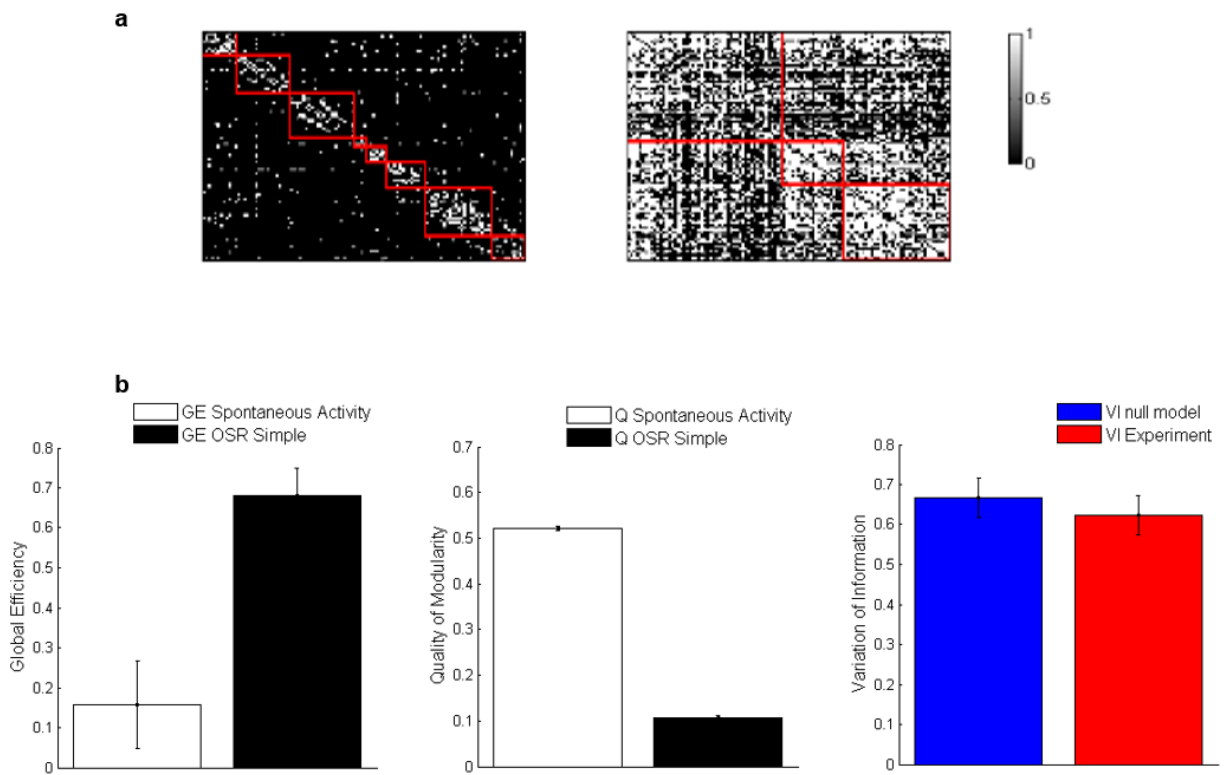 a
1
0.5
0
b
GE Spontaneous Activity
GE OSR Simple
Global Efficiency
0.8
0.7
0.6
0.5
0.4
0.3
0.2
0.1
0
Q Spontaneous Activity
Q OSR Simple
Quality of Modularity
0.7
0.6
0.5
0.4
0.3
0.2
0.1
0
VI null model
VI Experiment
Variation of Information
0.8
0.7
0.6
0.5
0.4
0.3
0.2
0.1
0